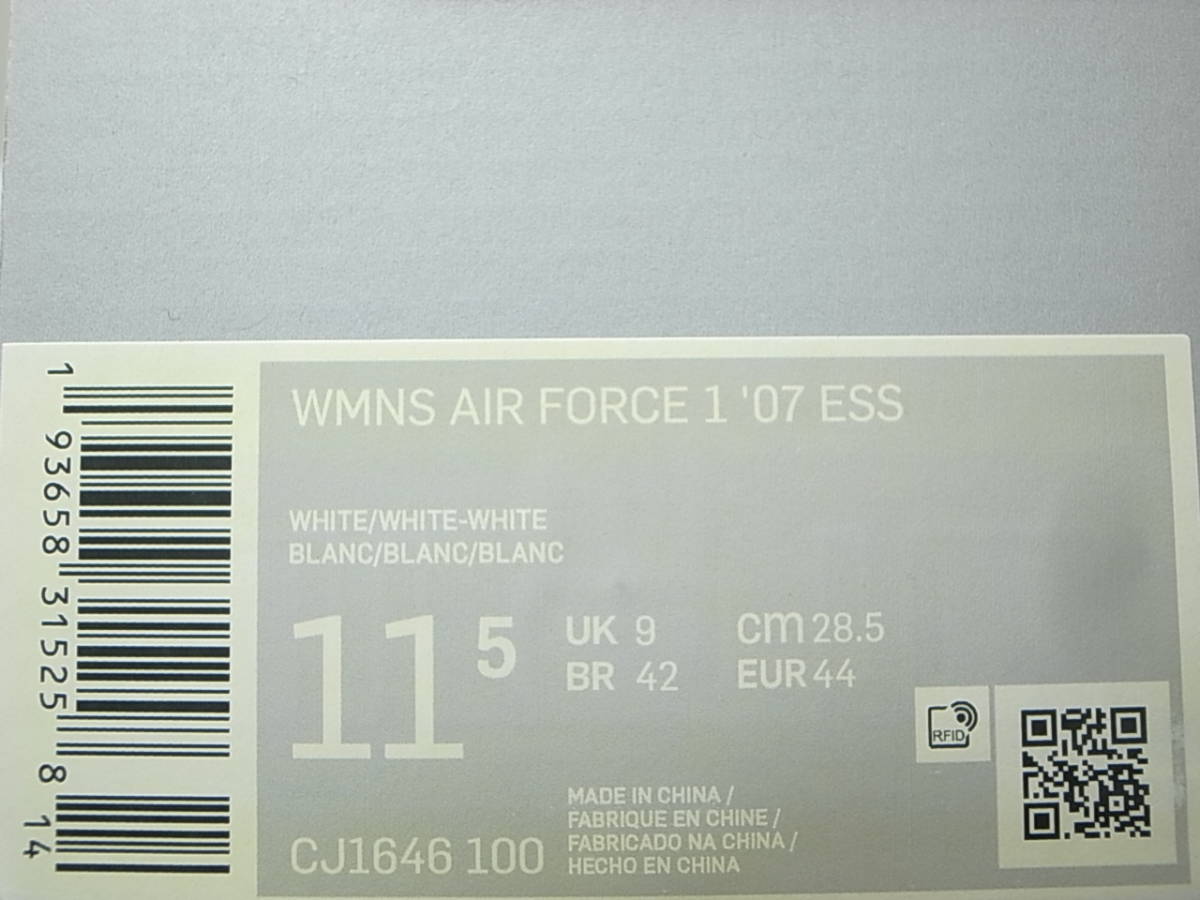 WMNS AIR FORCE 1 '07 ESS
WHITE/WHITE-WHITE
BLANC/BLANC/BLANC
11 5
UK 9
cm 28.5
BR 42
EUR 44
RFID
CJ1646 100
MADE IN CHINA /
FABRIQUE EN CHINE /
FABRICADO NA CHINA /
HECHO EN CHINA
1 93658 31525 8 14